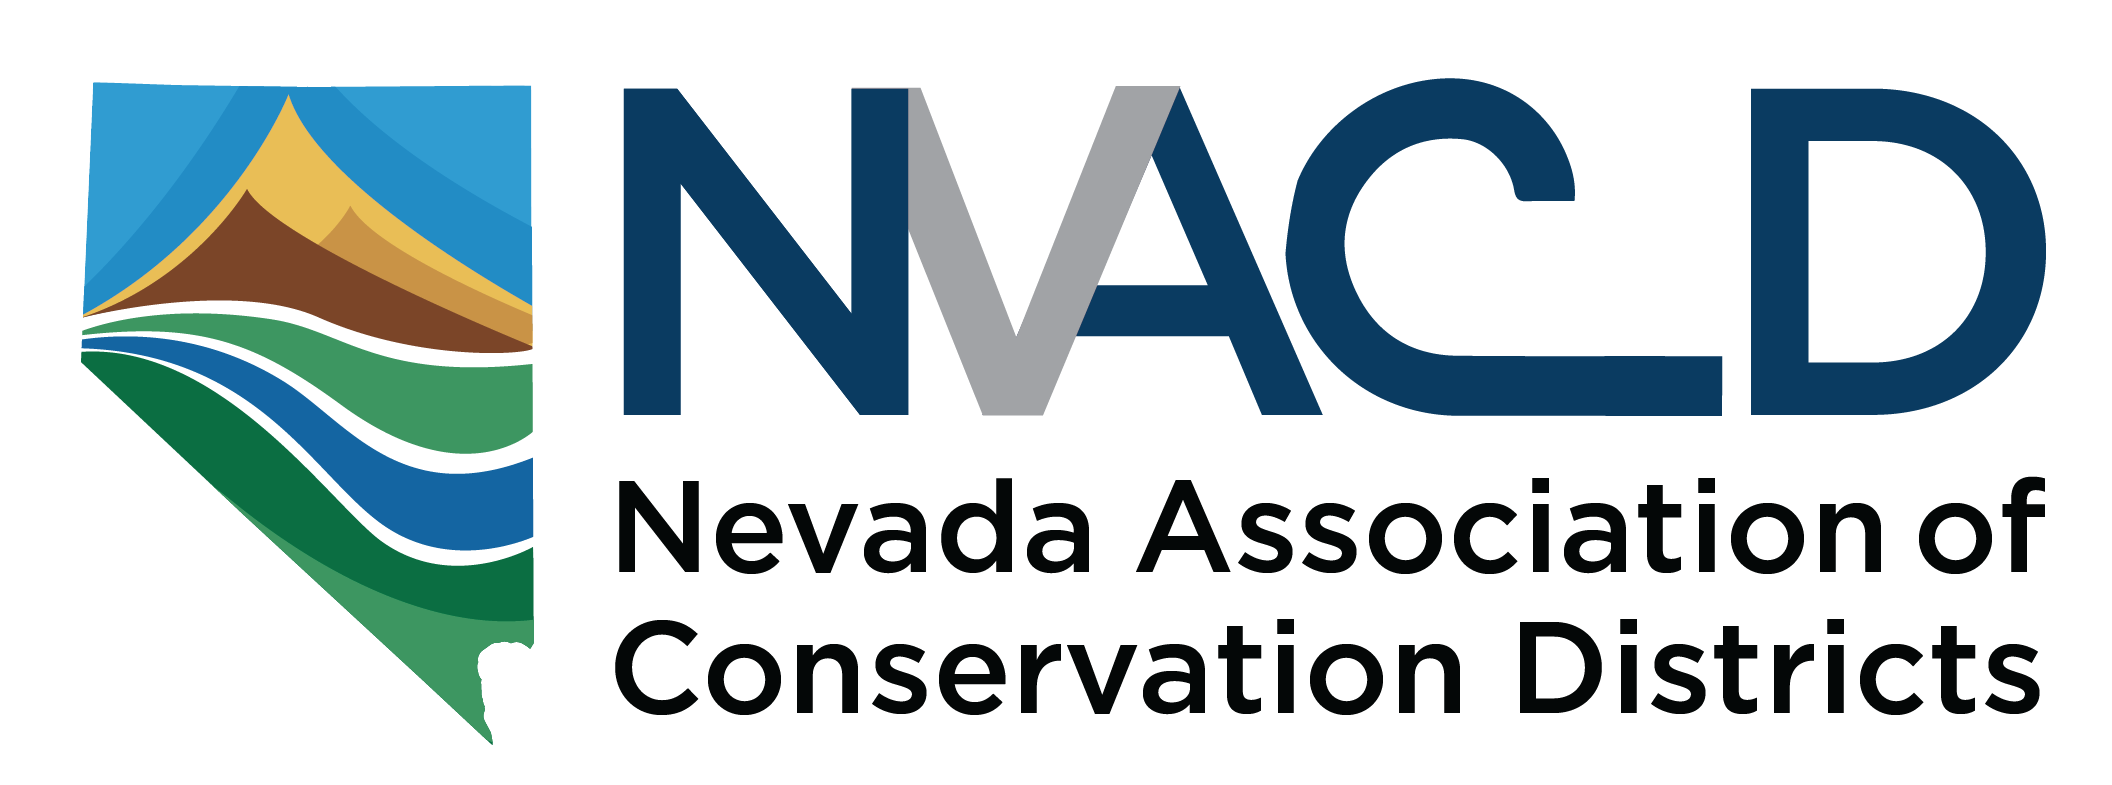 NVACD
Nevada Association of
Conservation Districts